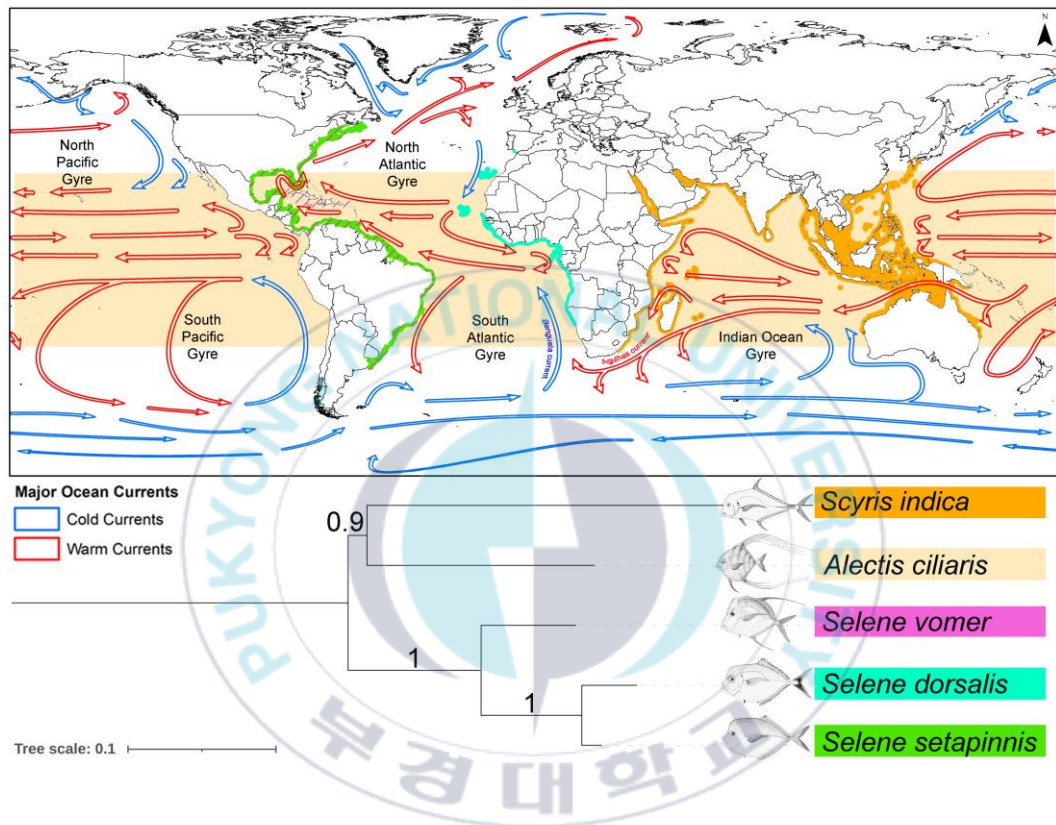 N
North
Pacific
Gyre
North
Atlantic
Gyre
South
Pacific
Gyre
South
Atlantic
Gyre
Benguela current
Agulhas current
Indian Ocean
Gyre
Major Ocean Currents
Cold Currents
Warm Currents
0.9
Scyris indica
Alectis ciliaris
Selene vomer
1
Selene dorsalis
1
Selene setapinnis
Tree scale: 0.1
PUKYONG NATIONAL UNIVERSITY
부경대학교